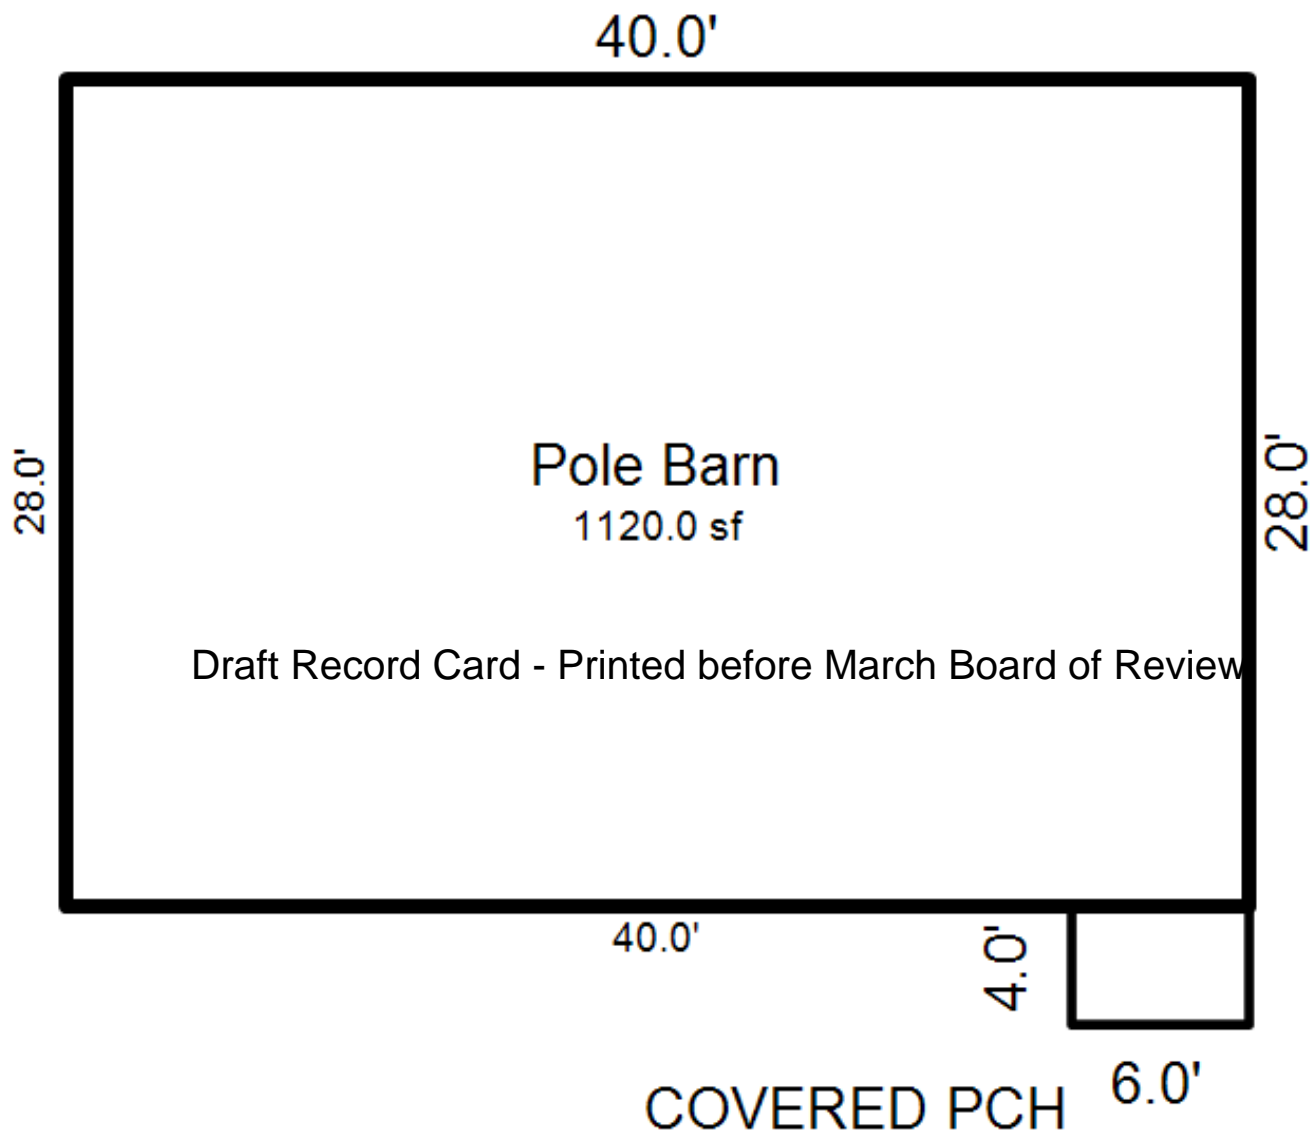 40.0'
28.0'
28.0'
Pole Barn
1120.0 sf
Draft Record Card - Printed before March Board of Review
40.0'
4.0'
6.0'
COVERED PCH